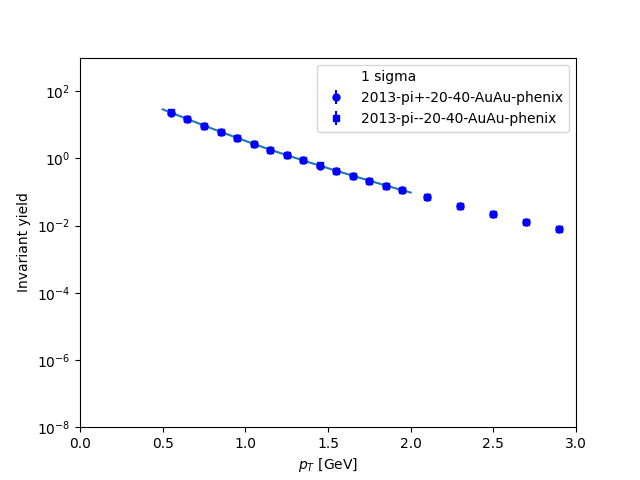 1 sigma
2013-pi+-20-40-AuAu-phenix
2013-pi--20-40-AuAu-phenix
Invariant yield
10^2
10^0
10^-2
10^-4
10^-6
10^-8
0.0 0.5 1.0 1.5 2.0 2.5 3.0
p_T [GeV]